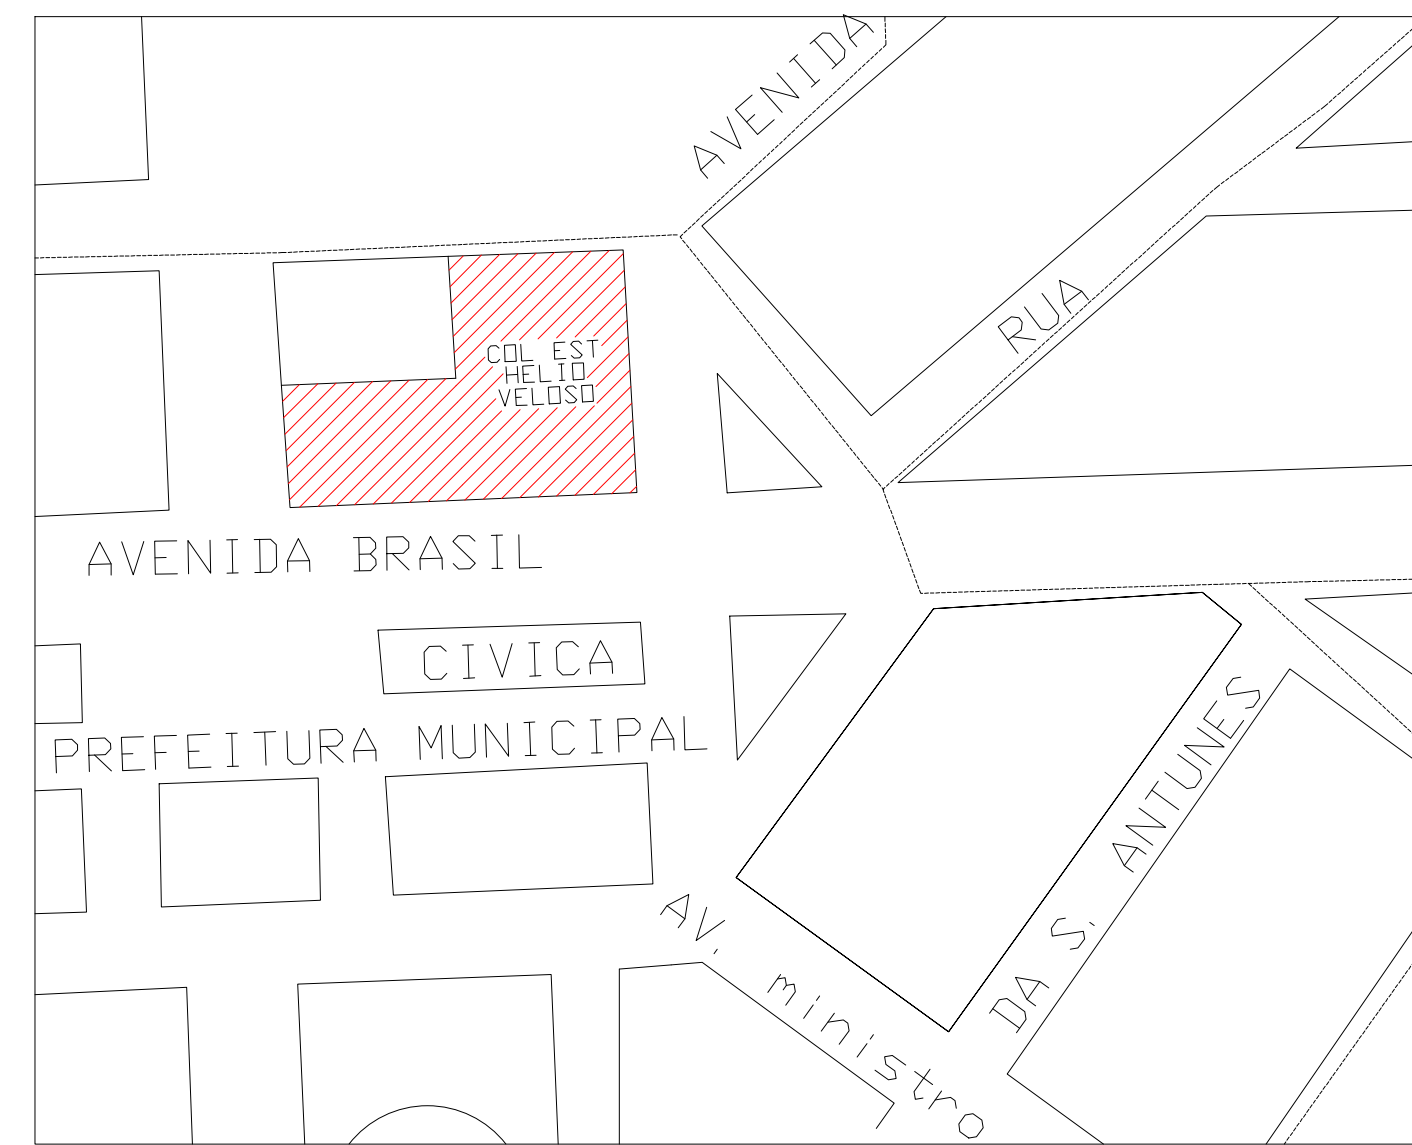 AVENIDA
RUA
COL EST
HELIO
VELOSO
AVENIDA BRASIL
CIVICA
PREFEITURA MUNICIPAL
DA S. ANTUNES
AV. ministro